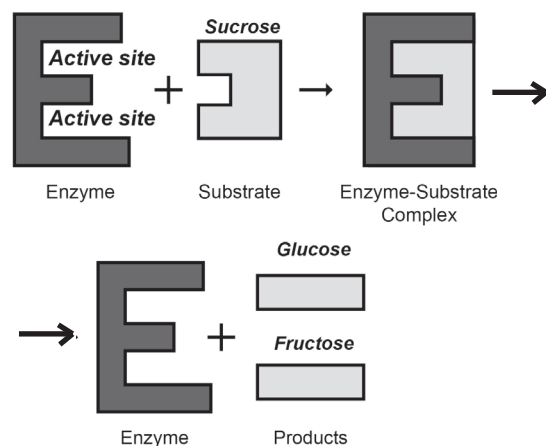 Sucrose
Active site
Active site
Enzyme
Substrate
Enzyme-Substrate
Complex
Glucose
Fructose
Enzyme
Products